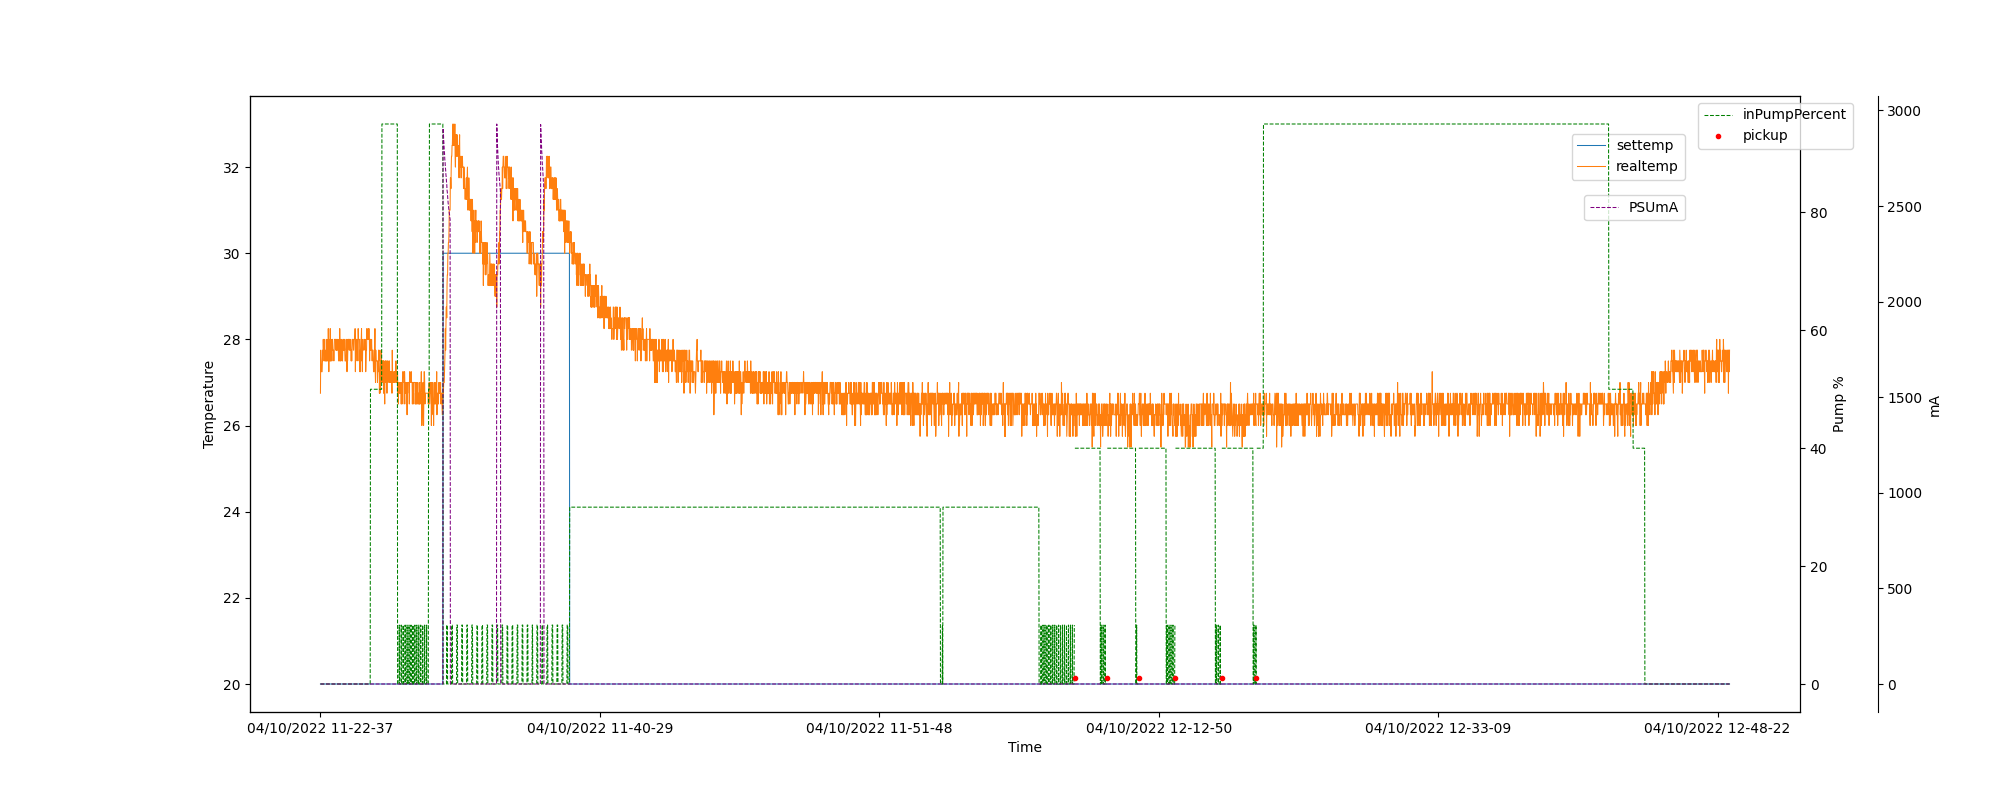 inPumpPercent
pickup
settemp
realtemp
PSUmA
Temperature
32
30
28
26
24
22
20
80
60
40
20
0
Pump %
3000
2500
2000
1500
1000
500
0
mA
04/10/2022 11-22-37
04/10/2022 11-40-29
04/10/2022 11-51-48
04/10/2022 12-12-50
04/10/2022 12-33-09
04/10/2022 12-48-22
Time